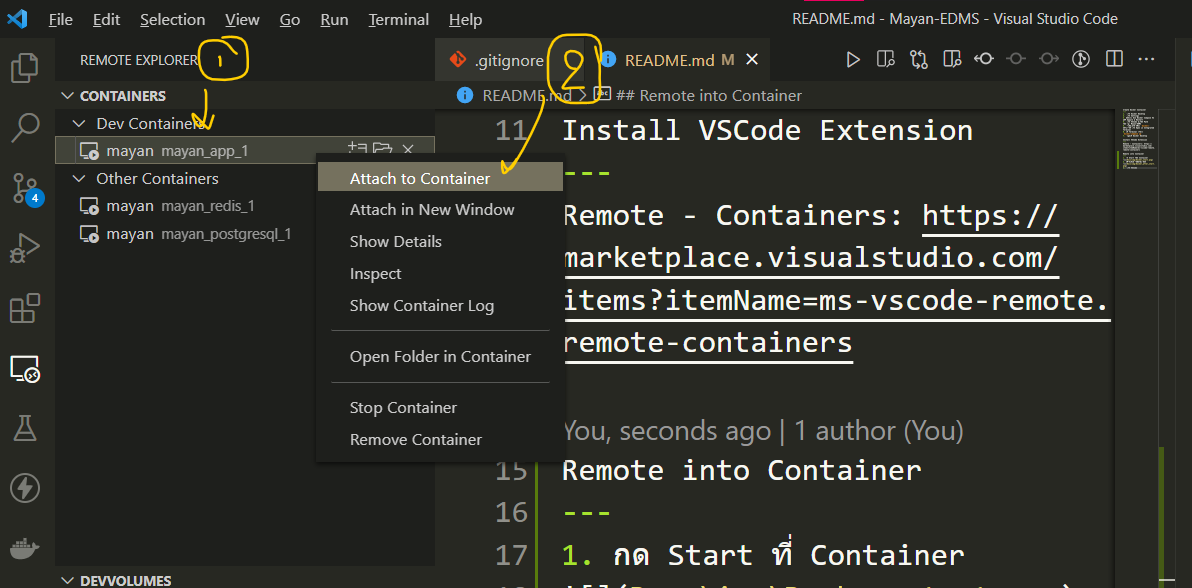 File Edit Selection View Go Run Terminal Help README.md - Mayan-EDMS - Visual Studio Code
REMOTE EXPLORER
1
.gitignore
2
README.md M
CONTAINERS
README.md > ## Remote into Container
Dev Containers
mayan mayan_app_1
Other Containers
mayan mayan_redis_1
mayan mayan_postgresql_1
4
Attach to Container
Attach in New Window
Show Details
Inspect
Show Container Log
Open Folder in Container
Stop Container
Remove Container
11 Install VSCode Extension
---
Remote - Containers: https://
marketplace.visualstudio.com/
items?itemName=ms-vscode-remote.
remote-containers
You, seconds ago | 1 author (You)
15 Remote into Container
16 ---
17 1. กด Start ที่ Container
DEVVOLUMES